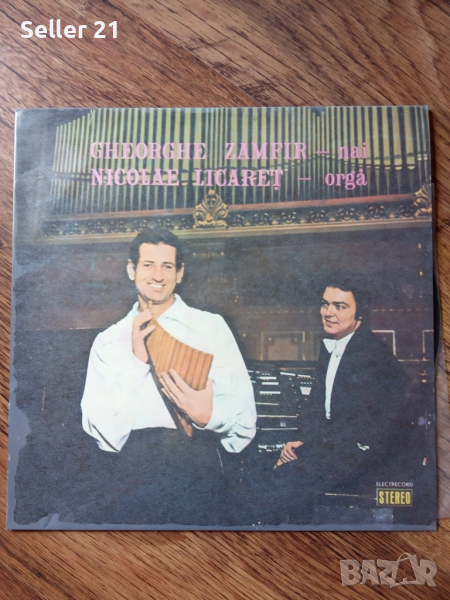 Seller 21
GHEORGHE ZAMFIR – nai
NICOLAE LICAREȚ – orgă
ELECTRECORD
STEREO
BAZAR